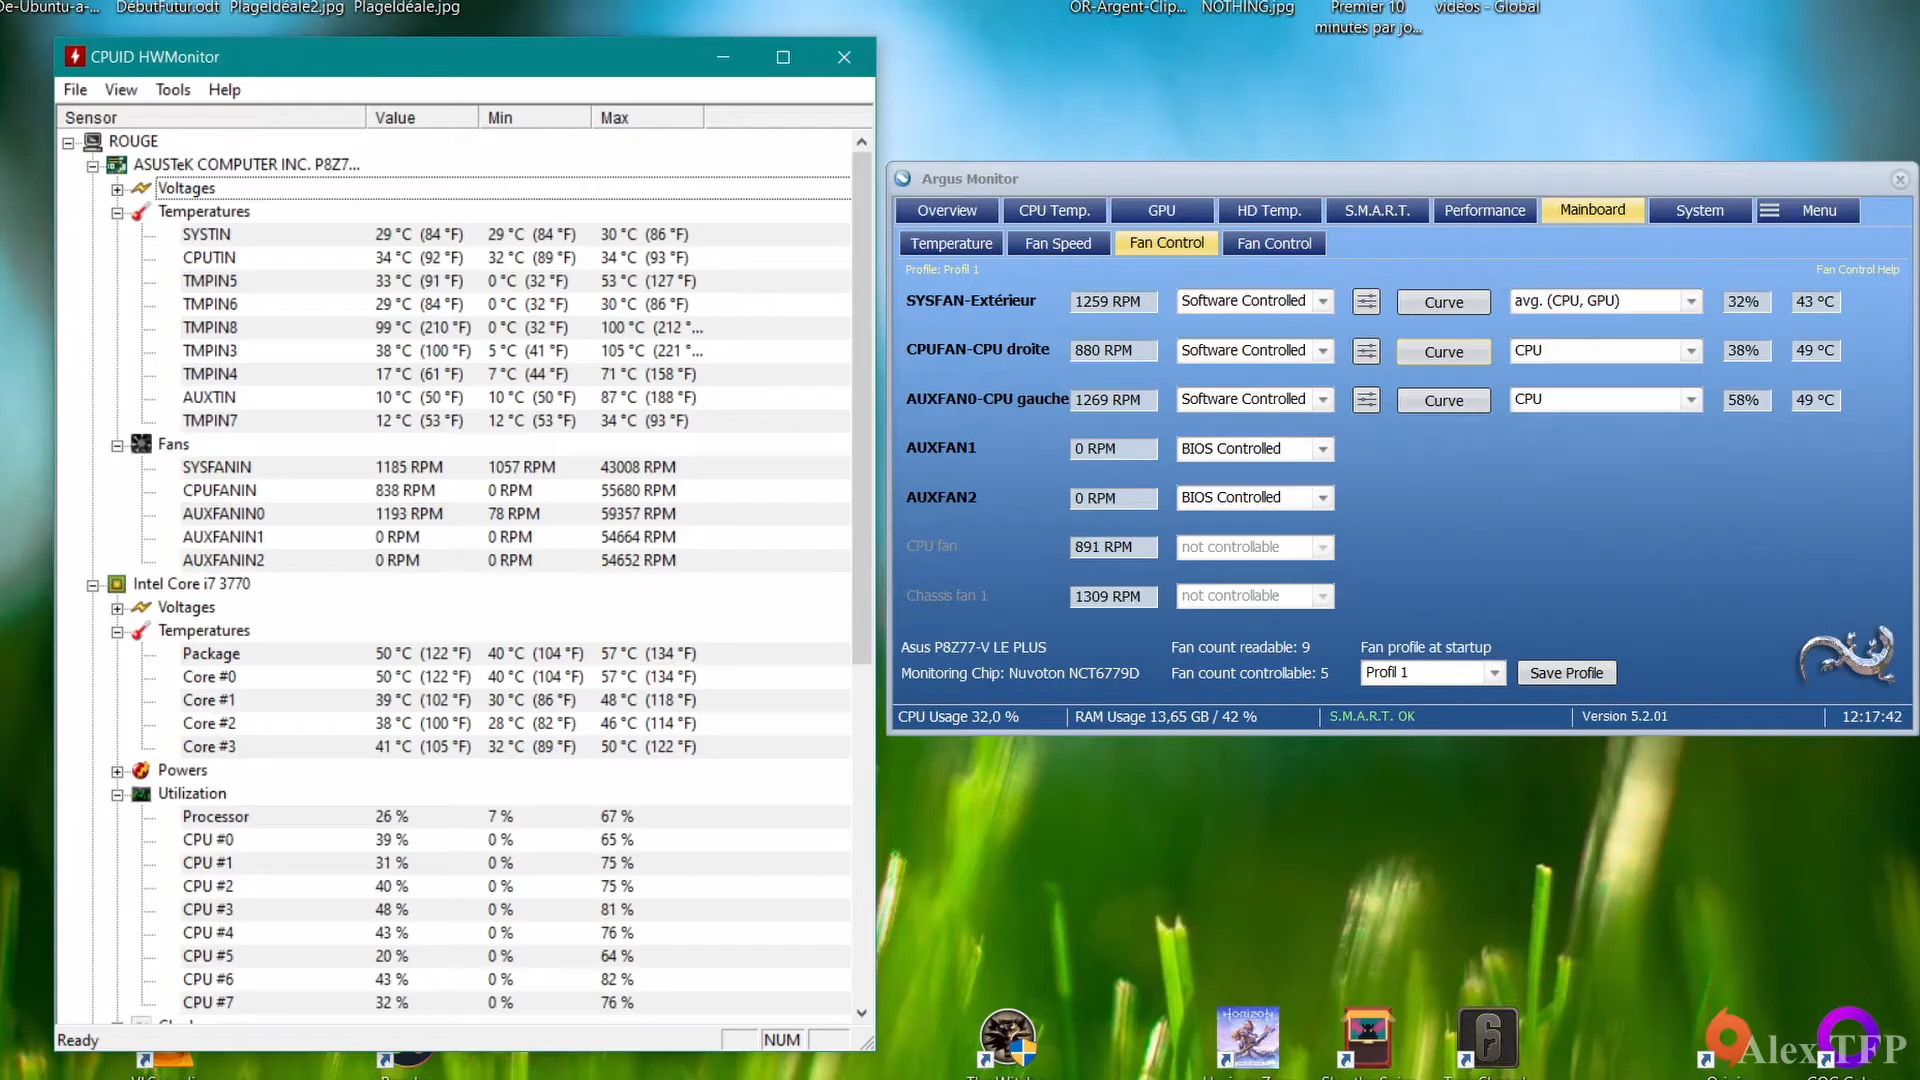 De-Ubuntu-a-... DébutFutur.odt PlageIdéale2.jpg PlageIdéale.jpg
OR-Argent-Clip... NOTHING.jpg Premier 10 vidéos - Global
minutes par jo...
CPUID HWMonitor
File View Tools Help
Sensor Value Min Max
ROUGE
ASUSTeK COMPUTER INC. P8Z7...
Voltages
Temperatures
SYSTIN 29 °C (84 °F) 29 °C (84 °F) 30 °C (86 °F)
CPUTIN 34 °C (92 °F) 32 °C (89 °F) 34 °C (93 °F)
TMPIN5 33 °C (91 °F) 0 °C (32 °F) 53 °C (127 °F)
TMPIN6 29 °C (84 °F) 0 °C (32 °F) 30 °C (86 °F)
TMPIN8 99 °C (210 °F) 0 °C (32 °F) 100 °C (212 °...
TMPIN3 38 °C (100 °F) 5 °C (41 °F) 105 °C (221 °...
TMPIN4 17 °C (61 °F) 7 °C (44 °F) 71 °C (158 °F)
AUXTIN 10 °C (50 °F) 10 °C (50 °F) 87 °C (188 °F)
TMPIN7 12 °C (53 °F) 12 °C (53 °F) 34 °C (93 °F)
Fans
SYSFANIN 1185 RPM 1057 RPM 43008 RPM
CPUFANIN 838 RPM 0 RPM 55680 RPM
AUXFANIN0 1193 RPM 78 RPM 59357 RPM
AUXFANIN1 0 RPM 0 RPM 54664 RPM
AUXFANIN2 0 RPM 0 RPM 54652 RPM
Intel Core i7 3770
Voltages
Temperatures
Package 50 °C (122 °F) 40 °C (104 °F) 57 °C (134 °F)
Core #0 50 °C (122 °F) 40 °C (104 °F) 57 °C (134 °F)
Core #1 39 °C (102 °F) 30 °C (86 °F) 48 °C (118 °F)
Core #2 38 °C (100 °F) 28 °C (82 °F) 46 °C (114 °F)
Core #3 41 °C (105 °F) 32 °C (89 °F) 50 °C (122 °F)
Powers
Utilization
Processor 26 % 7 % 67 %
CPU #0 39 % 0 % 65 %
CPU #1 31 % 0 % 75 %
CPU #2 40 % 0 % 75 %
CPU #3 48 % 0 % 81 %
CPU #4 43 % 0 % 76 %
CPU #5 20 % 0 % 64 %
CPU #6 43 % 0 % 82 %
CPU #7 32 % 0 % 76 %
Ready NUM
Argus Monitor
Overview CPU Temp. GPU HD Temp. S.M.A.R.T. Performance Mainboard System Menu
Temperature Fan Speed Fan Control Fan Control
Profile: Profil 1 Fan Control Help
SYSFAN-Extérieur 1259 RPM Software Controlled Curve avg. (CPU, GPU) 32% 43 °C
CPUFAN-CPU droite 880 RPM Software Controlled Curve CPU 38% 49 °C
AUXFAN0-CPU gauche 1269 RPM Software Controlled Curve CPU 58% 49 °C
AUXFAN1 0 RPM BIOS Controlled
AUXFAN2 0 RPM BIOS Controlled
CPU fan 891 RPM not controllable
Chassis fan 1 1309 RPM not controllable
Asus P8Z77-V LE PLUS Fan count readable: 9 Fan profile at startup
Monitoring Chip: Nuvoton NCT6779D Fan count controllable: 5 Profil 1 Save Profile
CPU Usage 32,0 % RAM Usage 13,65 GB / 42 % S.M.A.R.T. OK Version 5.2.01 12:17:42
HORIZON
6
Alex TFP